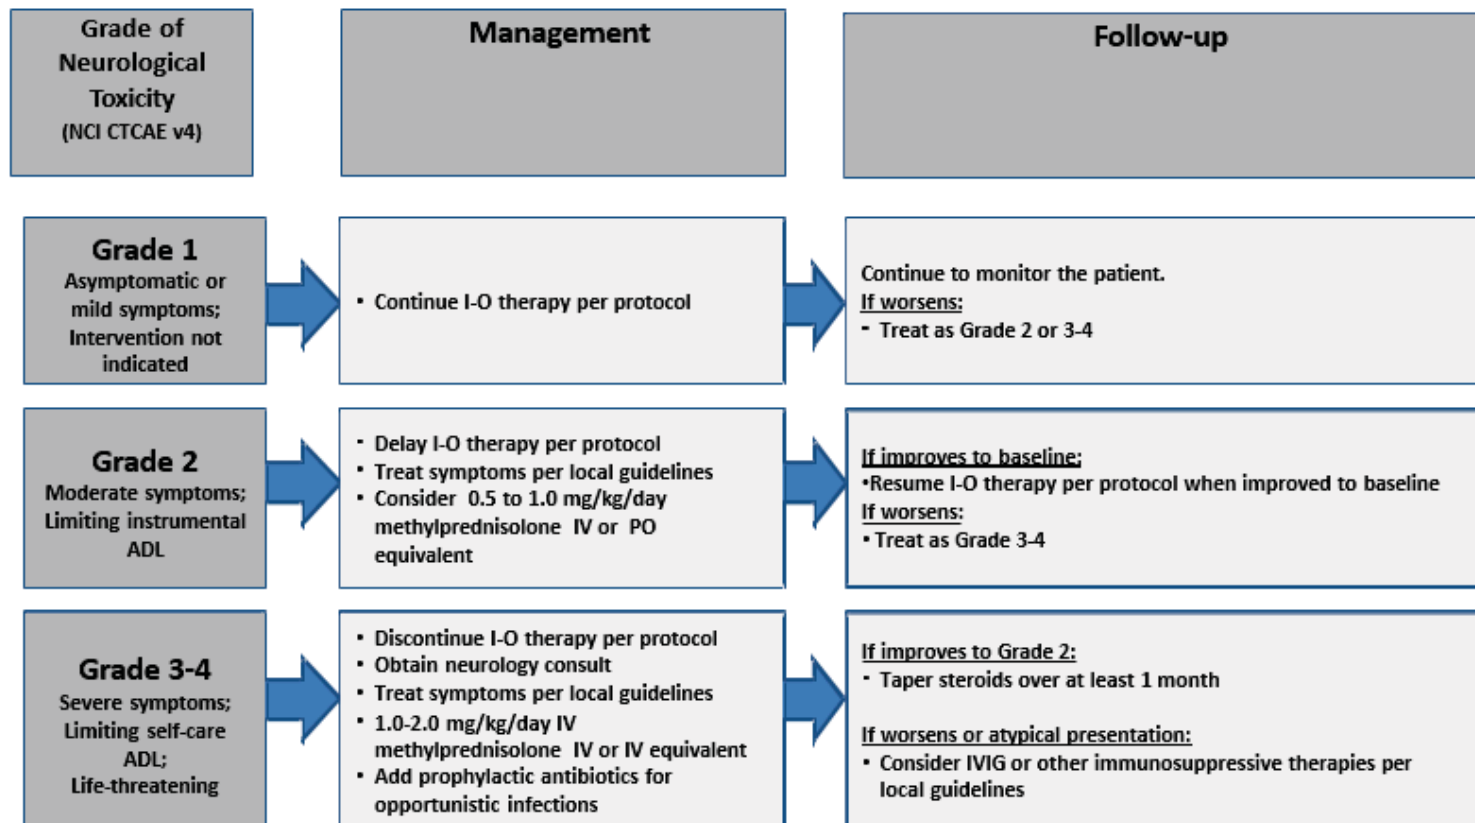 Grade of
Neurological
Toxicity
(NCI CTCAE v4)
Management
Follow-up
Grade 1
Asymptomatic or
mild symptoms;
Intervention not
indicated
• Continue I-O therapy per protocol
Continue to monitor the patient.
If worsens:
- Treat as Grade 2 or 3-4
Grade 2
Moderate symptoms;
Limiting instrumental
ADL
• Delay I-O therapy per protocol
• Treat symptoms per local guidelines
• Consider 0.5 to 1.0 mg/kg/day
methylprednisolone IV or PO
equivalent
If improves to baseline:
•Resume I-O therapy per protocol when improved to baseline
If worsens:
• Treat as Grade 3-4
Grade 3-4
Severe symptoms;
Limiting self-care
ADL;
Life-threatening
• Discontinue I-O therapy per protocol
• Obtain neurology consult
• Treat symptoms per local guidelines
• 1.0-2.0 mg/kg/day IV
methylprednisolone IV or IV equivalent
• Add prophylactic antibiotics for
opportunistic infections
If improves to Grade 2:
• Taper steroids over at least 1 month
If worsens or atypical presentation:
• Consider IVIG or other immunosuppressive therapies per
local guidelines